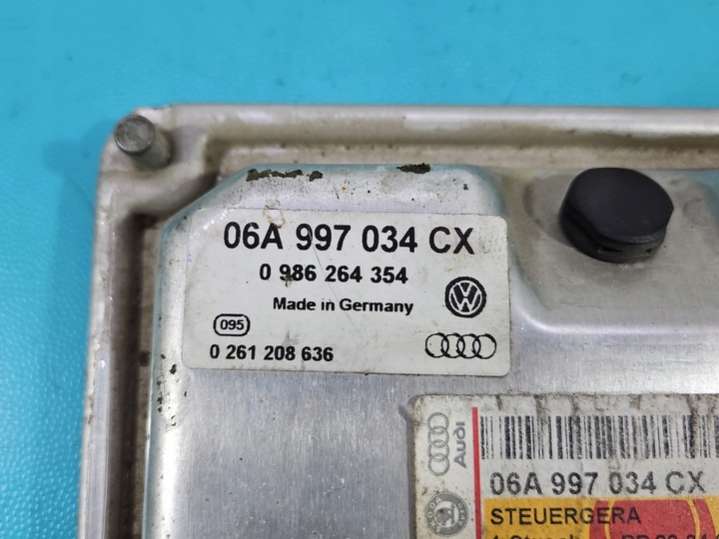 06A 997 034 CX
0 986 264 354
Made in Germany
095
0 261 208 636
Audi
06A 997 034 CX
STEUERGERA